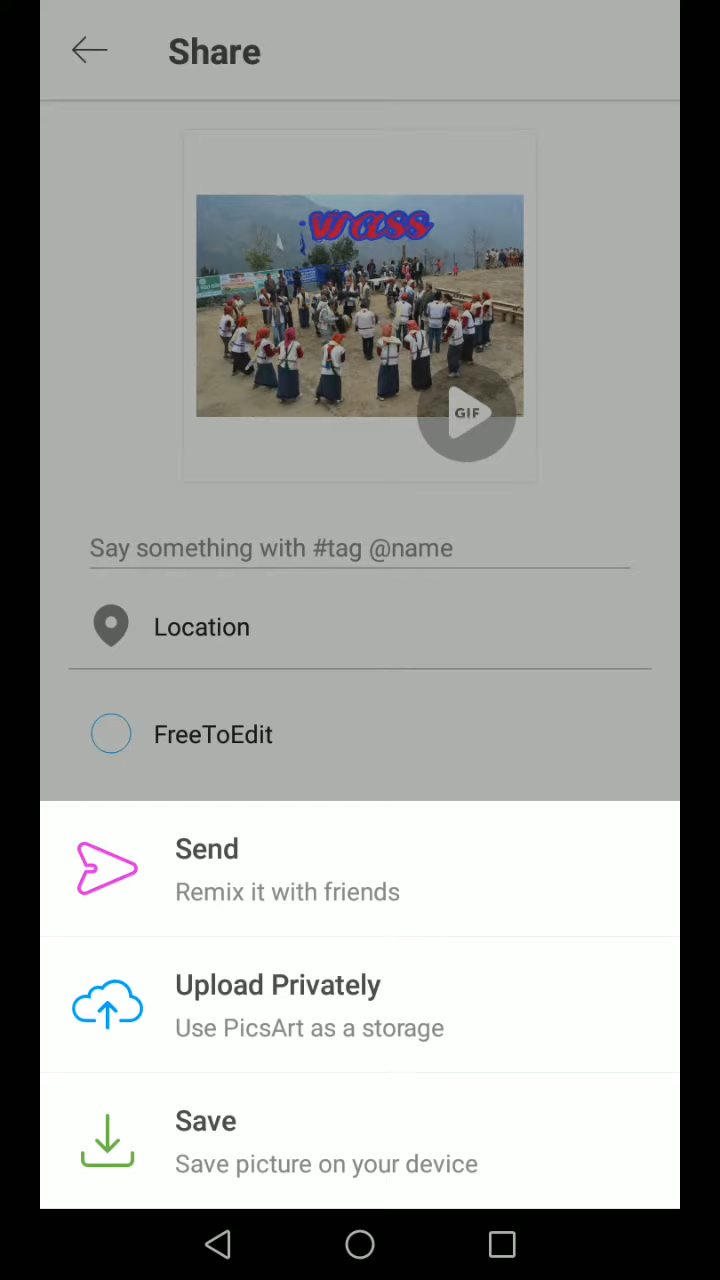 Share
wass
GIF
Say something with #tag @name
Location
FreeToEdit
Send
Remix it with friends
Upload Privately
Use PicsArt as a storage
Save
Save picture on your device